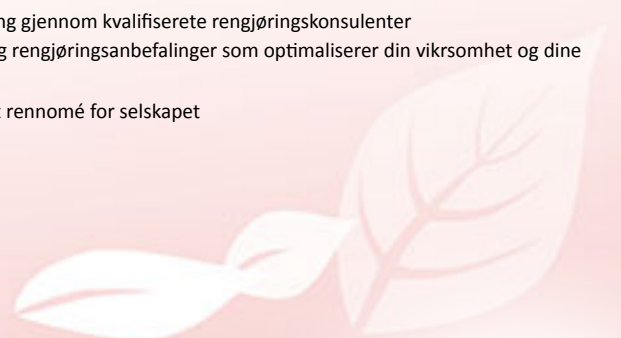 ng gjennom kvalifiserete rengjøringskonsulenter
g rengjøringsanbefalinger som optimaliserer din vikrsomhet og dine
t rennomé for selskapet